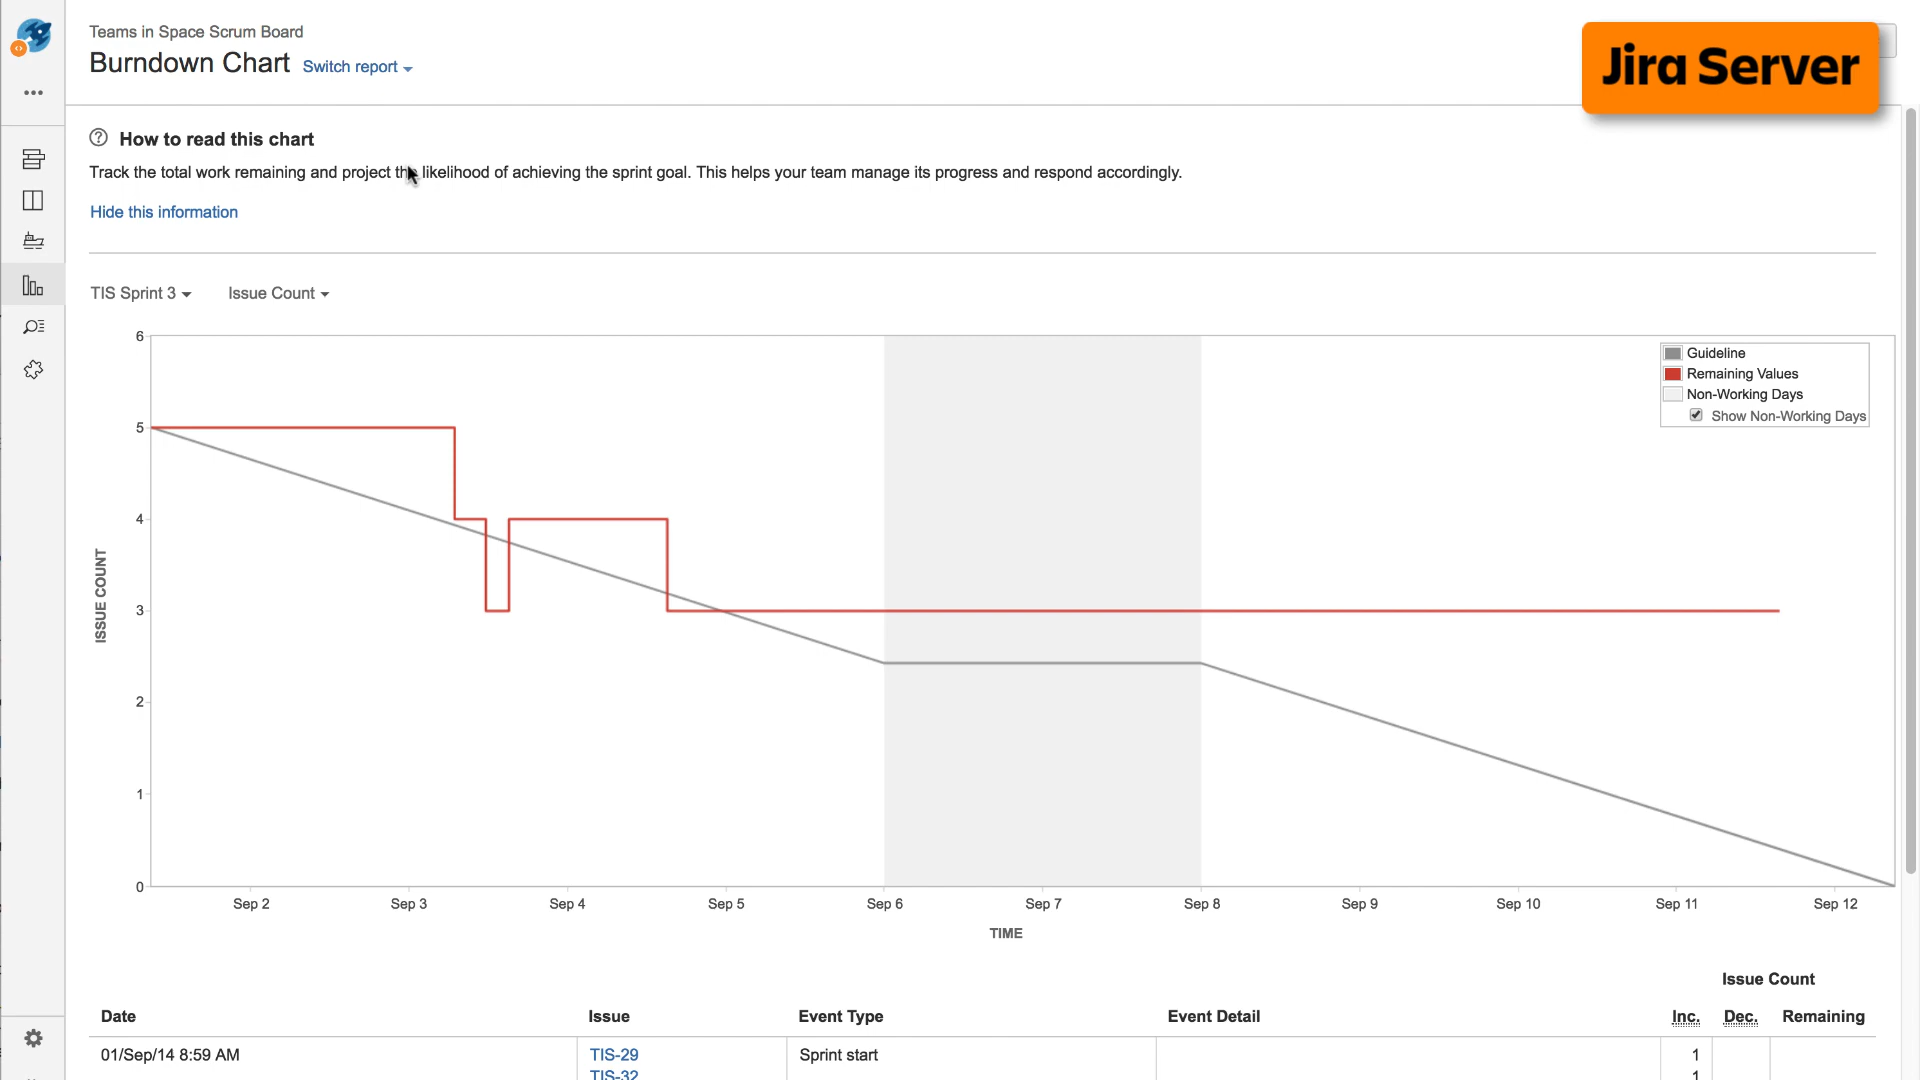 Teams in Space Scrum Board
Burndown Chart Switch report
Jira Server
How to read this chart
Track the total work remaining and project the likelihood of achieving the sprint goal. This helps your team manage its progress and respond accordingly.
Hide this information
TIS Sprint 3 Issue Count
6
5
4
3
2
1
0
ISSUE COUNT
Guideline
Remaining Values
Non-Working Days
Show Non-Working Days
Sep 2 Sep 3 Sep 4 Sep 5 Sep 6 Sep 7 Sep 8 Sep 9 Sep 10 Sep 11 Sep 12
TIME
Issue Count
Date Issue Event Type Event Detail Inc. Dec. Remaining
01/Sep/14 8:59 AM TIS-29 Sprint start 1
TIS-32 1